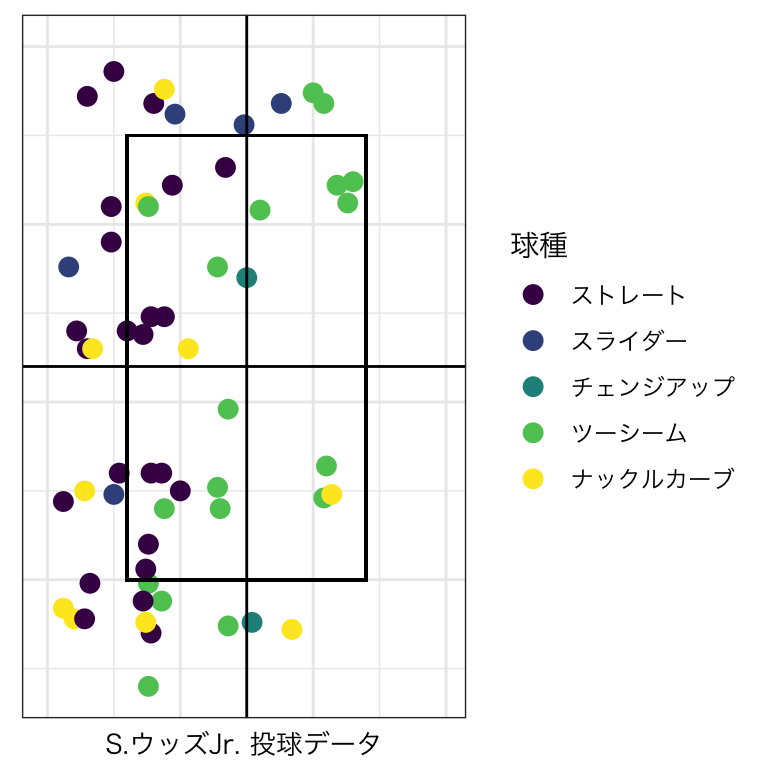 球種
ストレート
スライダー
チェンジアップ
ツーシーム
ナックルカーブ
S.ウッズJr. 投球データ